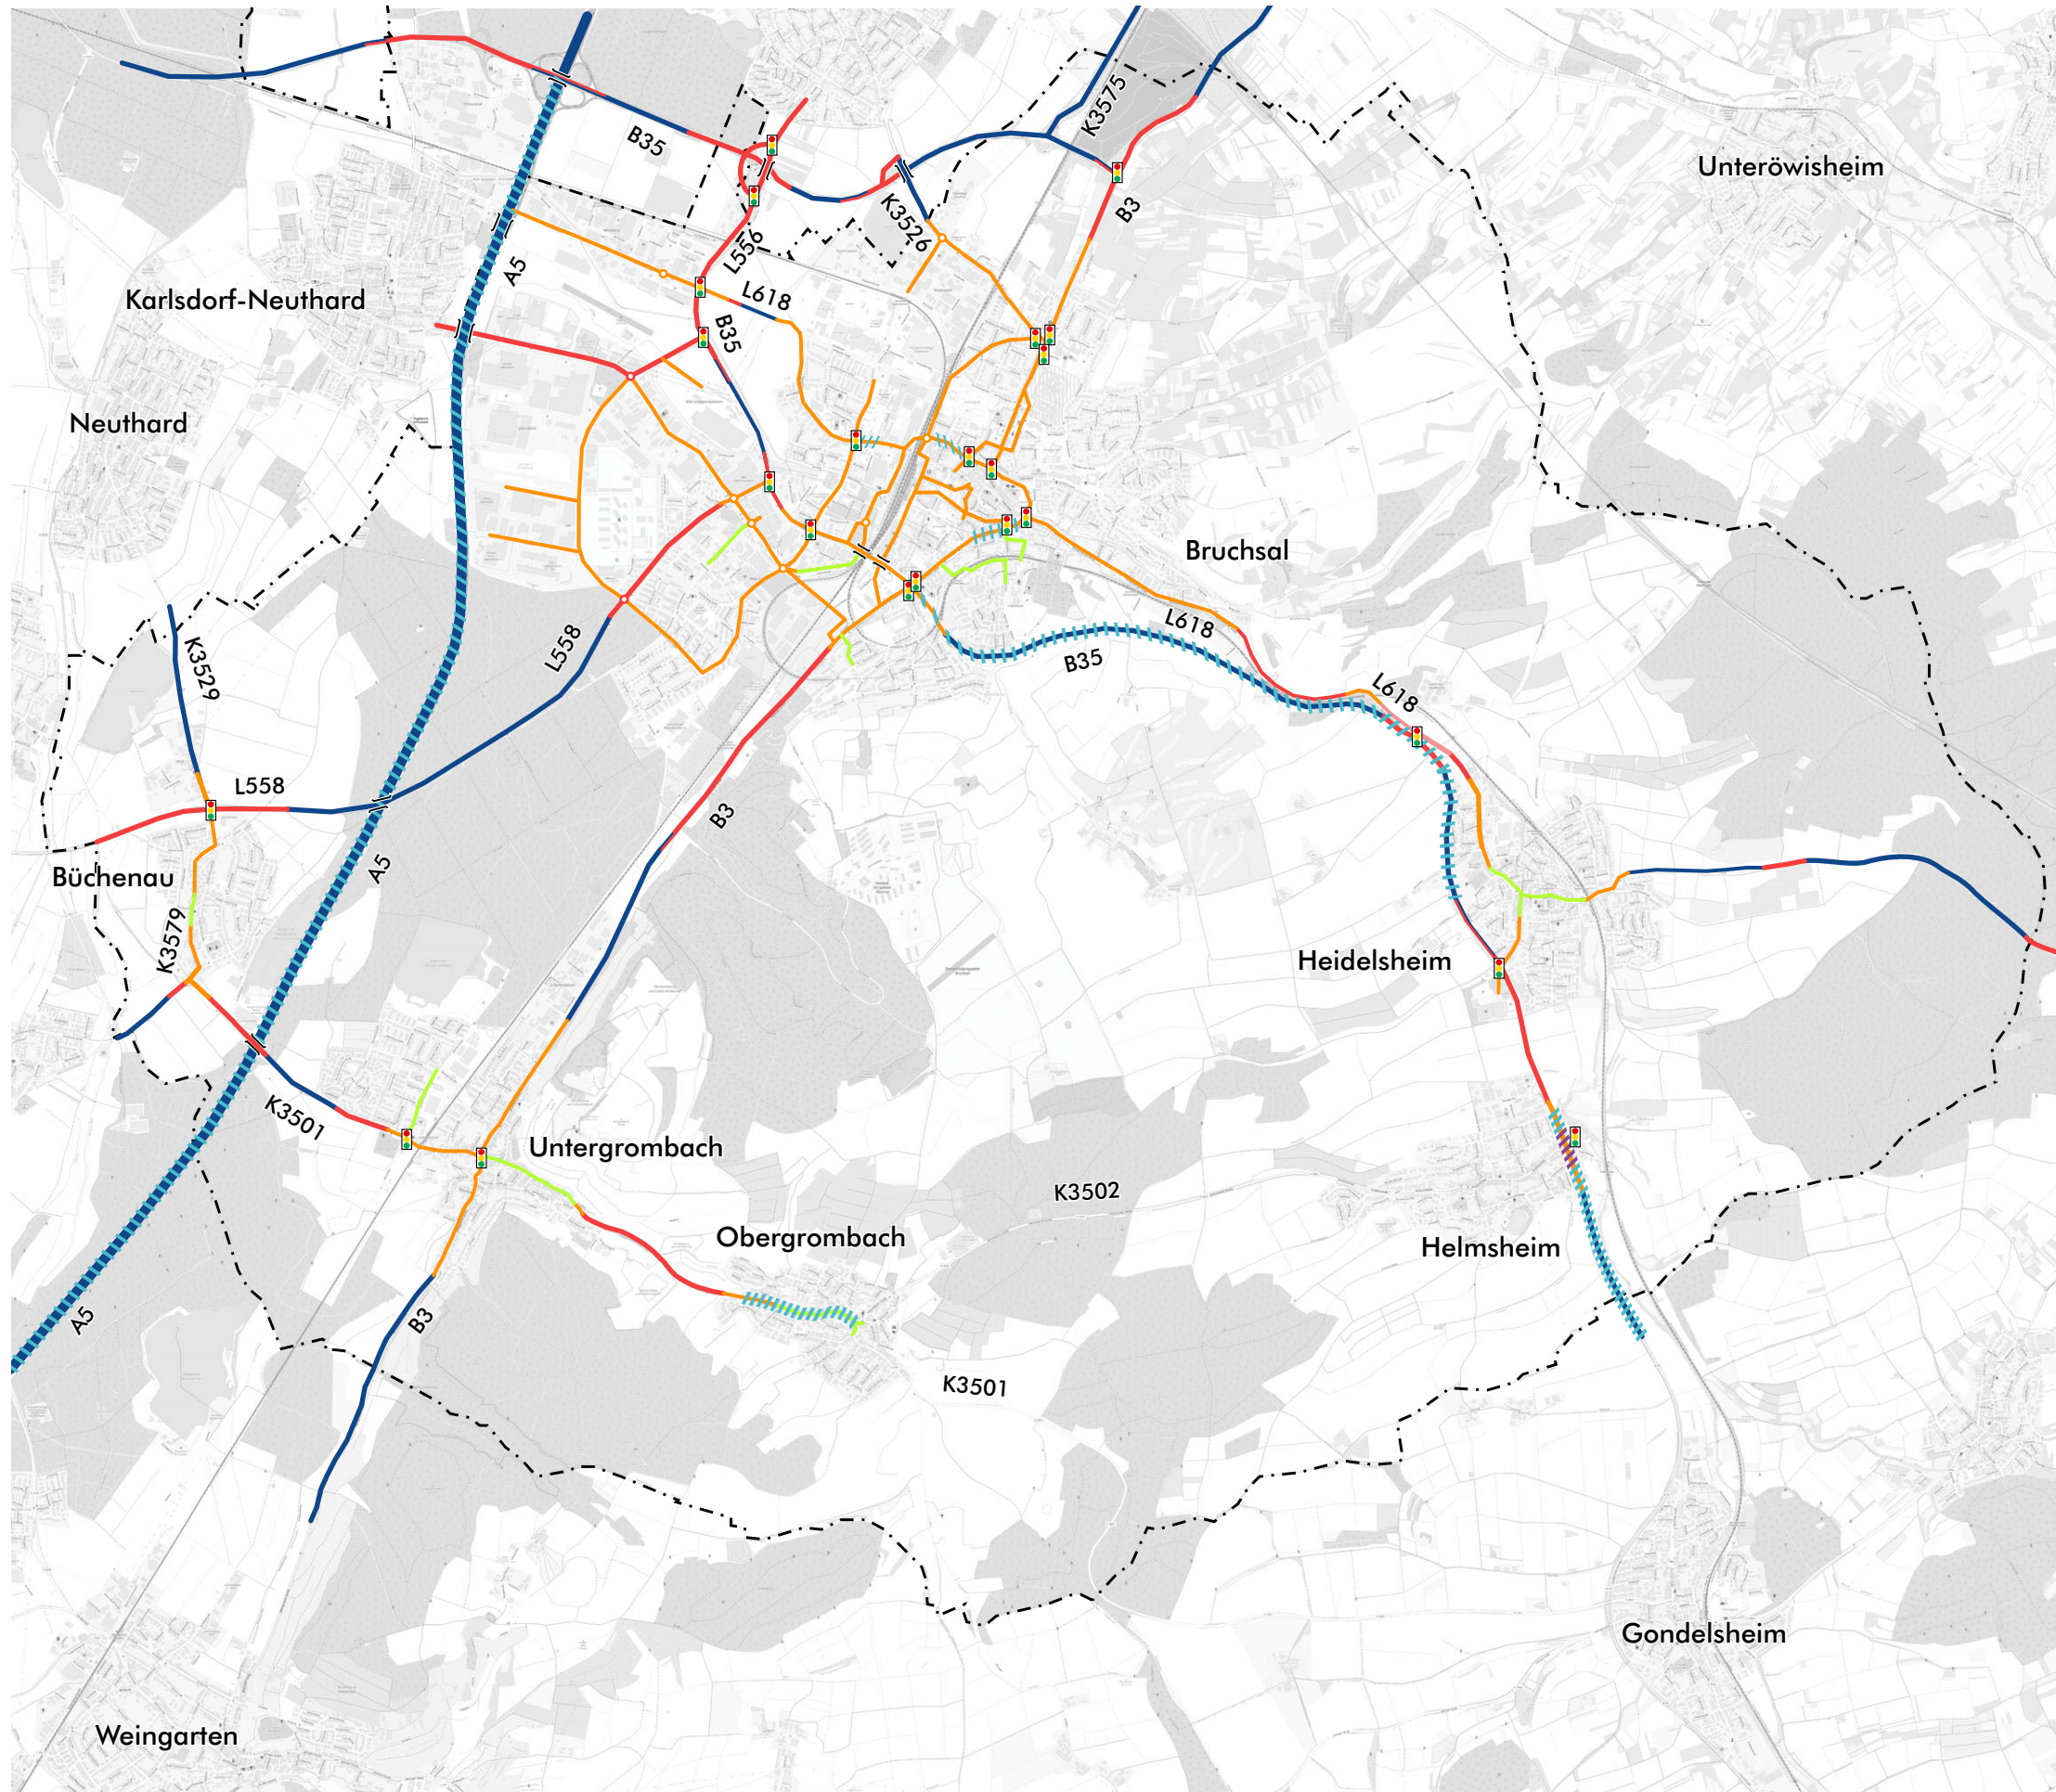 K3575
B35
Unteröwisheim
B3
K3526
L556
A5
L618
Karlsdorf-Neuthard
B35
Neuthard
Bruchsal
L618
B35
L558
K3529
L618
L558
B3
A5
Büchenau
K3579
Heidelsheim
K3501
Untergrombach
K3502
Obergrombach
Helmsheim
A5
B3
K3501
Gondelsheim
Weingarten